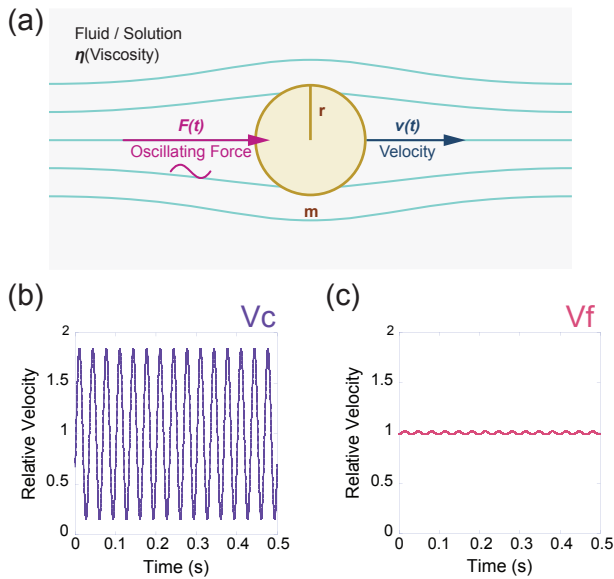 (a)
Fluid / Solution
η(Viscosity)
F(t)
Oscillating Force
r
v(t)
Velocity
m
(b)
Vc
Relative Velocity
2
1.5
1
0.5
0
0 0.1 0.2 0.3 0.4 0.5
Time (s)
(c)
Vf
Relative Velocity
2
1.5
1
0.5
0
0 0.1 0.2 0.3 0.4 0.5
Time (s)